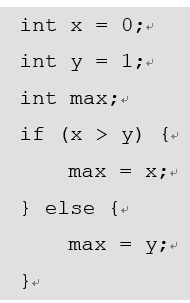 int x = 0;↵
int y = 1;↵
int max;↵
if (x > y) {↵
    max = x;↵
} else {↵
    max = y;↵
}↵